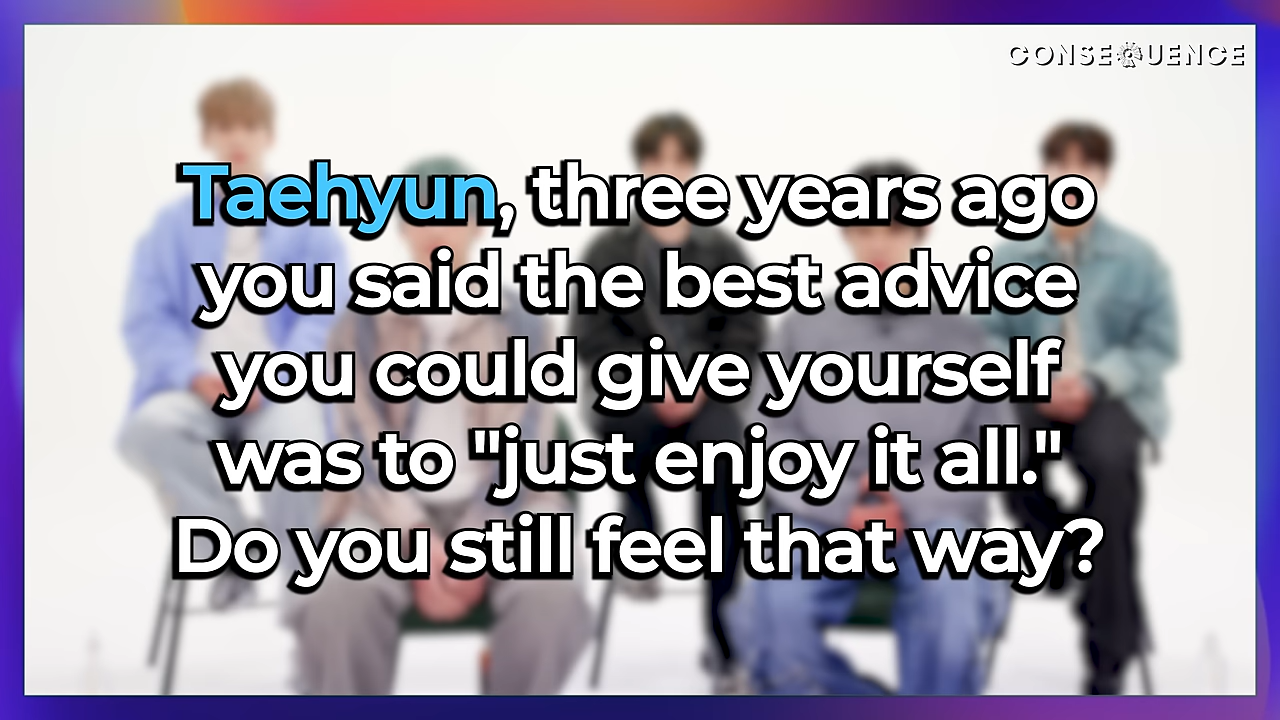 CONSEQUENCE
Taehyun, three years ago
you said the best advice
you could give yourself
was to "just enjoy it all."
Do you still feel that way?